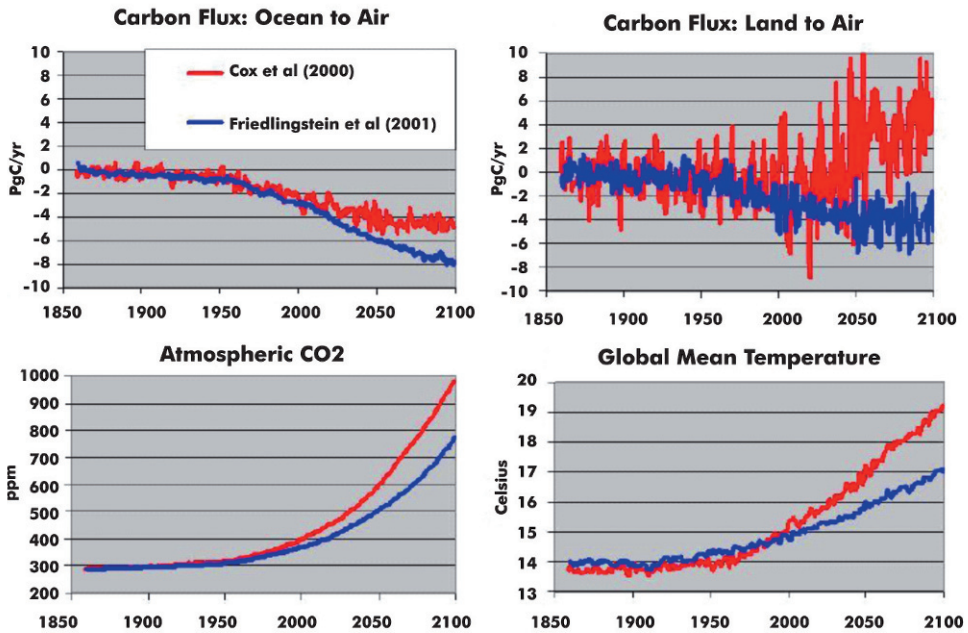 Carbon Flux: Ocean to Air
PgC/yr
10
8
6
4
2
0
-2
-4
-6
-8
-10
Cox et al (2000)
Friedlingstein et al (2001)
1850 1900 1950 2000 2050 2100
Carbon Flux: Land to Air
PgC/yr
10
8
6
4
2
0
-2
-4
-6
-8
-10
1850 1900 1950 2000 2050 2100
Atmospheric CO2
ppm
1000
900
800
700
600
500
400
300
200
1850 1900 1950 2000 2050 2100
Global Mean Temperature
Celsius
20
19
18
17
16
15
14
13
1850 1900 1950 2000 2050 2100